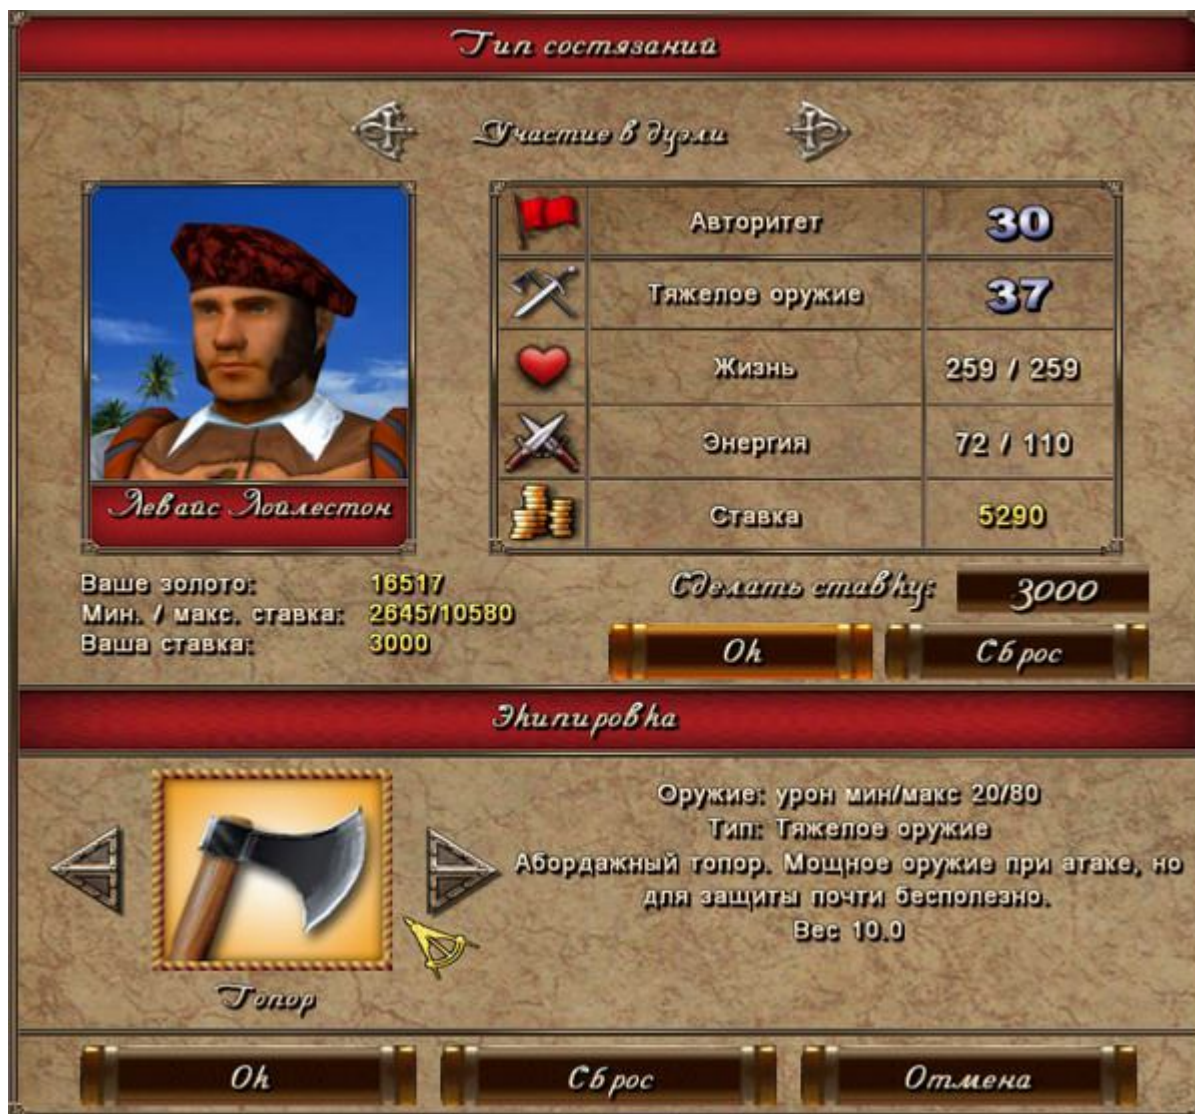 Тип состязаний
Участие в дуэли
Авторитет 30
Тяжелое оружие 37
Жизнь 259 / 259
Энергия 72 / 110
Ставка 5290
Левайс Лойлестон
Ваше золото: 16517
Мин. / макс. ставка: 2645/10580
Ваша ставка: 3000
Сделать ставку: 3000
Ok Сброс
Экипировка
Оружие: урон мин/макс 20/80
Тип: Тяжелое оружие
Абордажный топор. Мощное оружие при атаке, но
для защиты почти бесполезно.
Вес 10.0
Топор
Ok Сброс Отмена